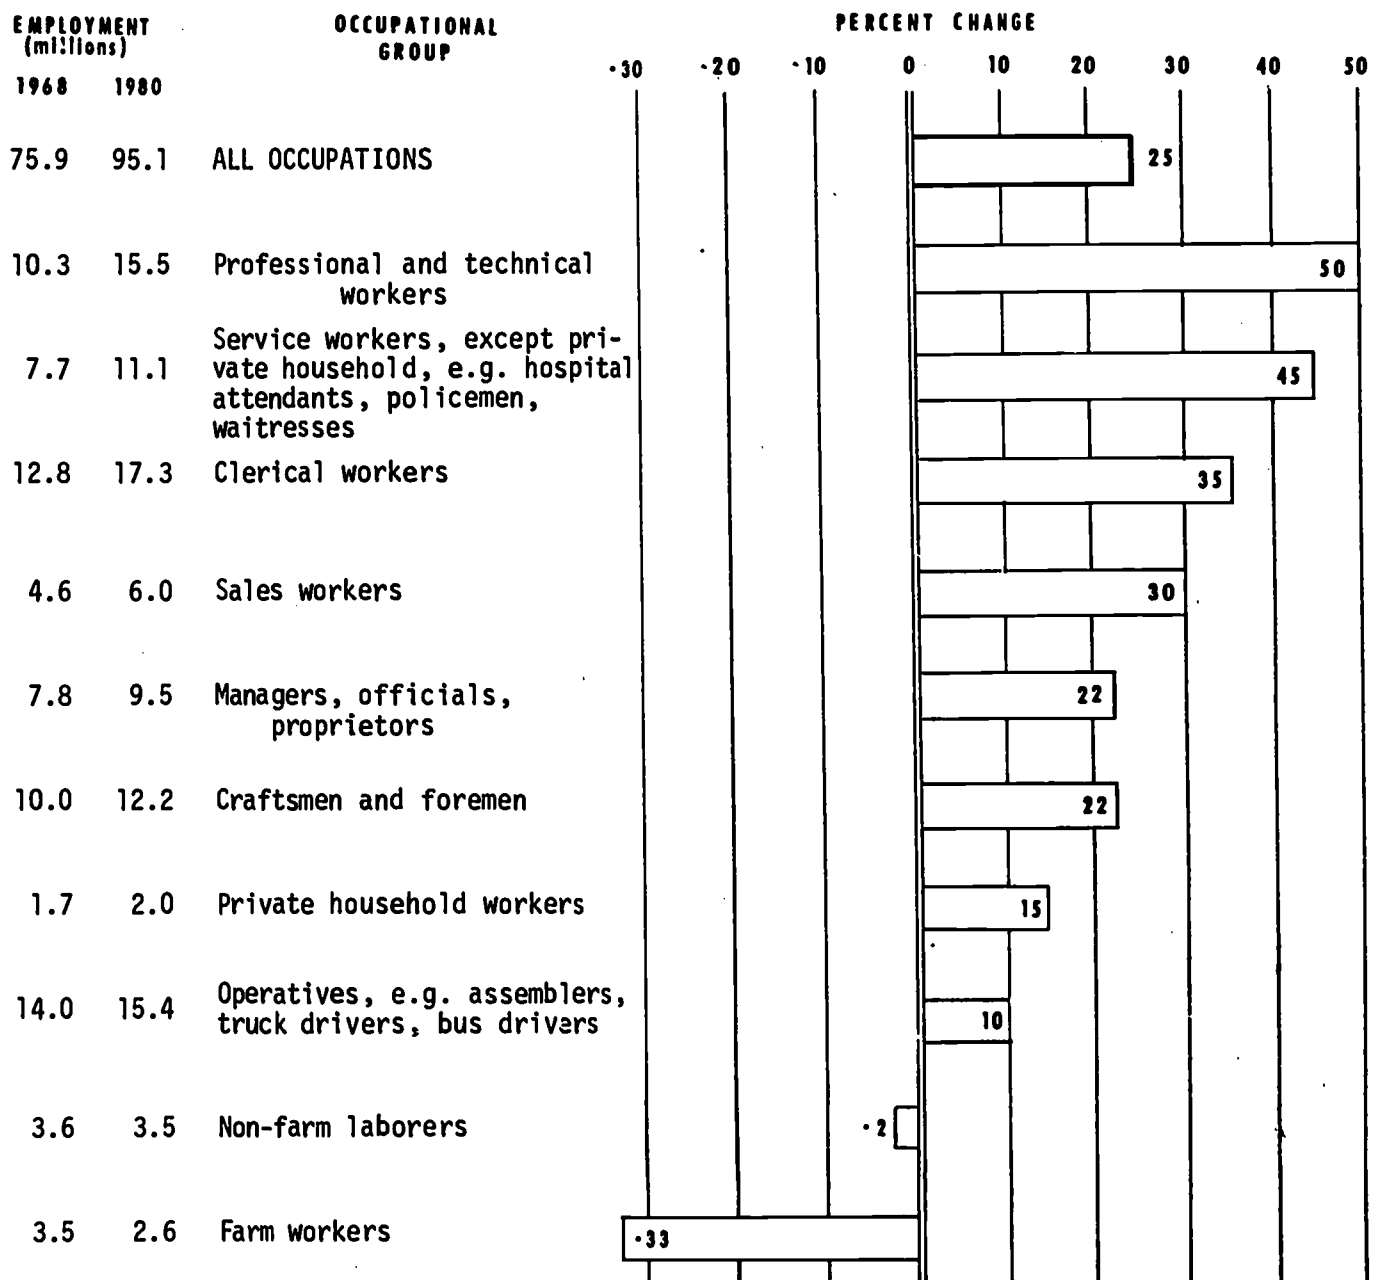 EMPLOYMENT OCCUPATIONAL PERCENT CHANGE
(millions) GROUP
-30 -20 -10 0 10 20 30 40 50
1968 1980
75.9 95.1 ALL OCCUPATIONS 25
10.3 15.5 Professional and technical 50
workers
Service workers, except pri-
7.7 11.1 vate household, e.g. hospital 45
attendants, policemen,
waitresses
12.8 17.3 Clerical workers 35
4.6 6.0 Sales workers 30
7.8 9.5 Managers, officials, 22
proprietors
10.0 12.2 Craftsmen and foremen 22
1.7 2.0 Private household workers 15
14.0 15.4 Operatives, e.g. assemblers, 10
truck drivers, bus drivers
3.6 3.5 Non-farm laborers -2
3.5 2.6 Farm workers -33